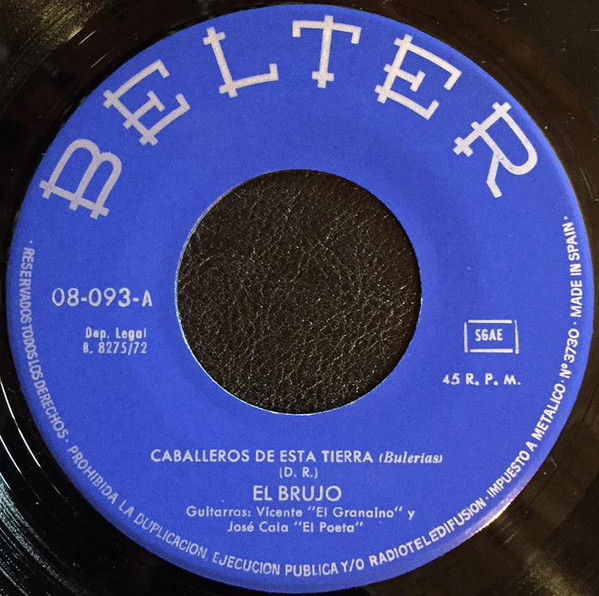 BELTER
08-093-A
Dep. Legal
B. 8275/72
SGAE
45 R. P. M.
CABALLEROS DE ESTA TIERRA (Bulerías)
(D. R.)
EL BRUJO
Guitarras: Vicente "El Granaino" y
José Cala "El Poeta"
· RESERVADOS TODOS LOS DERECHOS · PROHIBIDA LA DUPLICACION, EJECUCION PUBLICA Y/O RADIOTELEDIFUSION · IMPUESTO A METALICO · Nº 3730 · MADE IN SPAIN ·